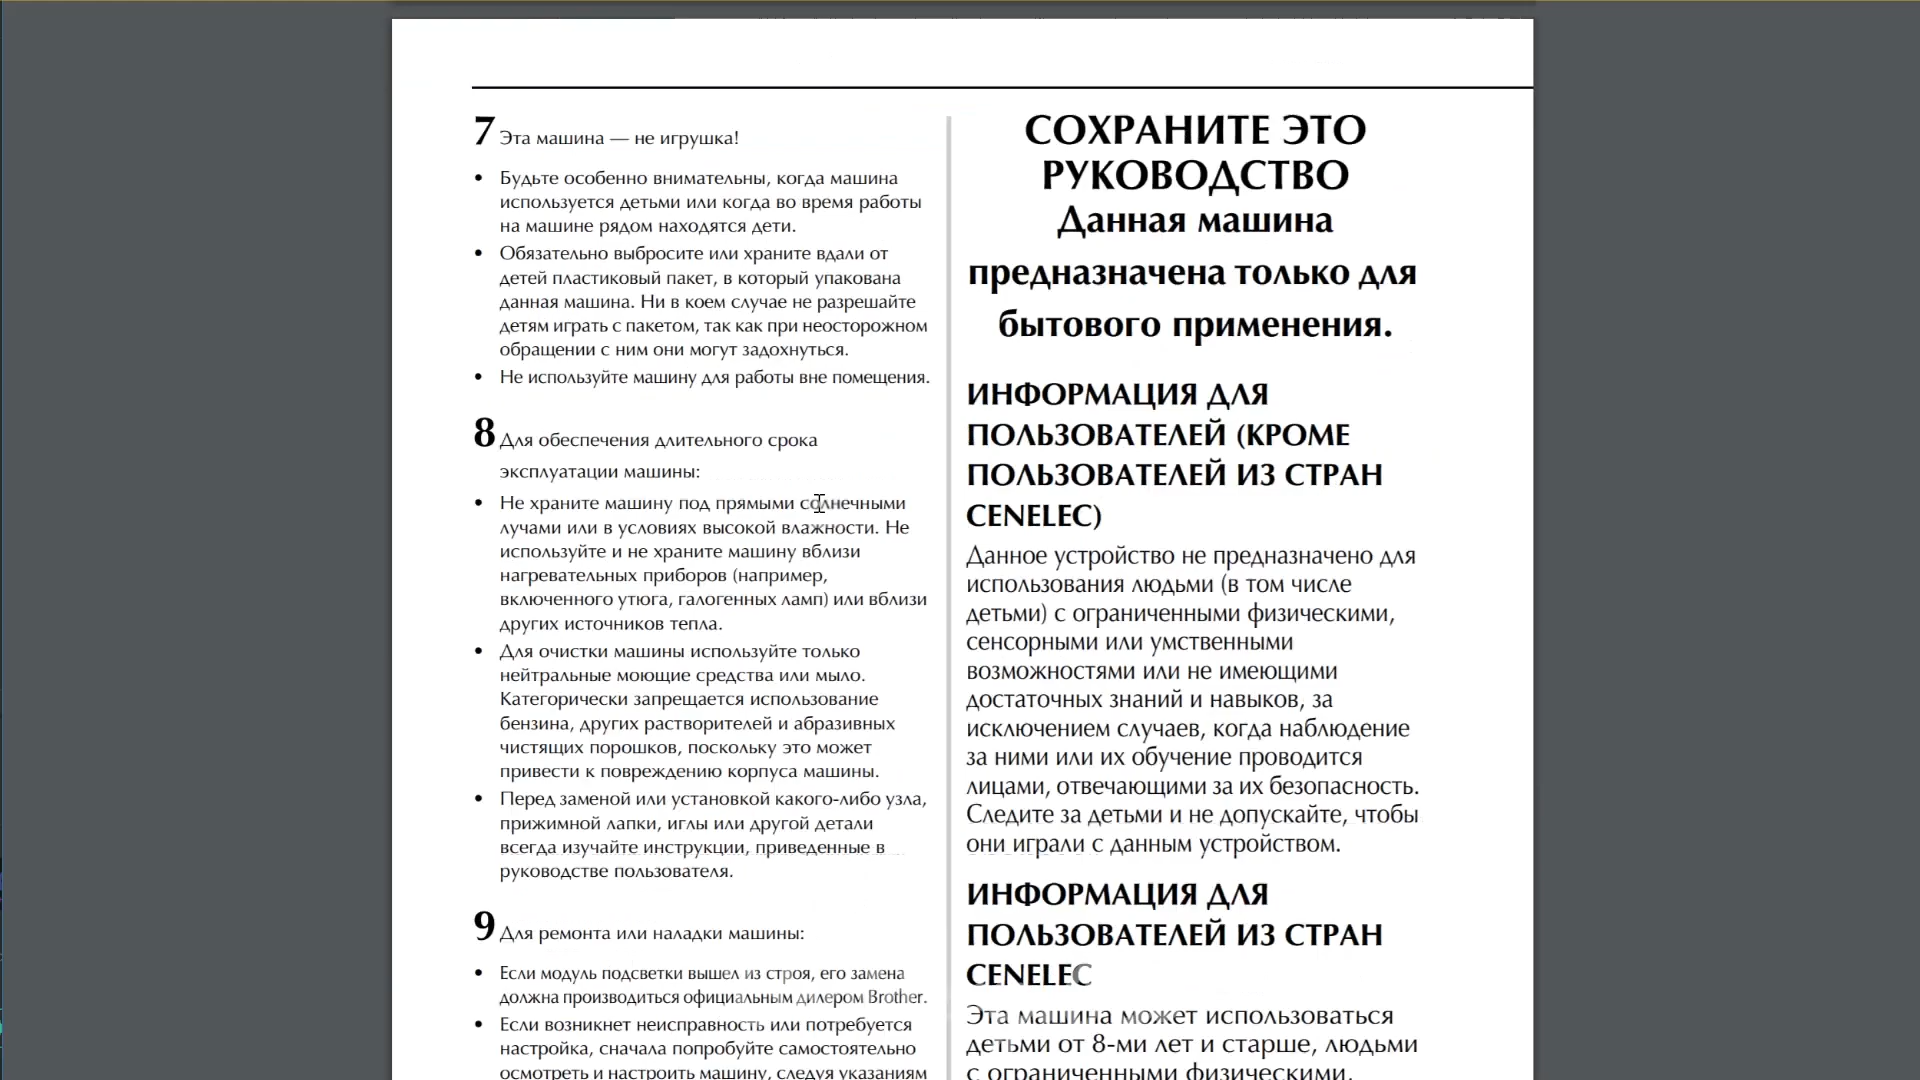 7 Эта машина — не игрушка!
• Будьте особенно внимательны, когда машина
используется детьми или когда во время работы
на машине рядом находятся дети.
• Обязательно выбросите или храните вдали от
детей пластиковый пакет, в который упакована
данная машина. Ни в коем случае не разрешайте
детям играть с пакетом, так как при неосторожном
обращении с ним они могут задохнуться.
• Не используйте машину для работы вне помещения.
8 Для обеспечения длительного срока
эксплуатации машины:
• Не храните машину под прямыми солнечными
лучами или в условиях высокой влажности. Не
используйте и не храните машину вблизи
нагревательных приборов (например,
включенного утюга, галогенных ламп) или вблизи
других источников тепла.
• Для очистки машины используйте только
нейтральные моющие средства или мыло.
Категорически запрещается использование
бензина, других растворителей и абразивных
чистящих порошков, поскольку это может
привести к повреждению корпуса машины.
• Перед заменой или установкой какого-либо узла,
прижимной лапки, иглы или другой детали
всегда изучайте инструкции, приведенные в
руководстве пользователя.
9 Для ремонта или наладки машины:
• Если модуль подсветки вышел из строя, его замена
должна производиться официальным дилером Brother.
• Если возникнет неисправность или потребуется
настройка, сначала попробуйте самостоятельно
осмотреть и настроить машину, следуя указаниям
СОХРАНИТЕ ЭТО
РУКОВОДСТВО
Данная машина
предназначена только для
бытового применения.
ИНФОРМАЦИЯ ДЛЯ
ПОЛЬЗОВАТЕЛЕЙ (КРОМЕ
ПОЛЬЗОВАТЕЛЕЙ ИЗ СТРАН
CENELEC)
Данное устройство не предназначено для
использования людьми (в том числе
детьми) с ограниченными физическими,
сенсорными или умственными
возможностями или не имеющими
достаточных знаний и навыков, за
исключением случаев, когда наблюдение
за ними или их обучение проводится
лицами, отвечающими за их безопасность.
Следите за детьми и не допускайте, чтобы
они играли с данным устройством.
ИНФОРМАЦИЯ ДЛЯ
ПОЛЬЗОВАТЕЛЕЙ ИЗ СТРАН
CENELEC
Эта машина может использоваться
детьми от 8-ми лет и старше, людьми
с ограниченными физическими,